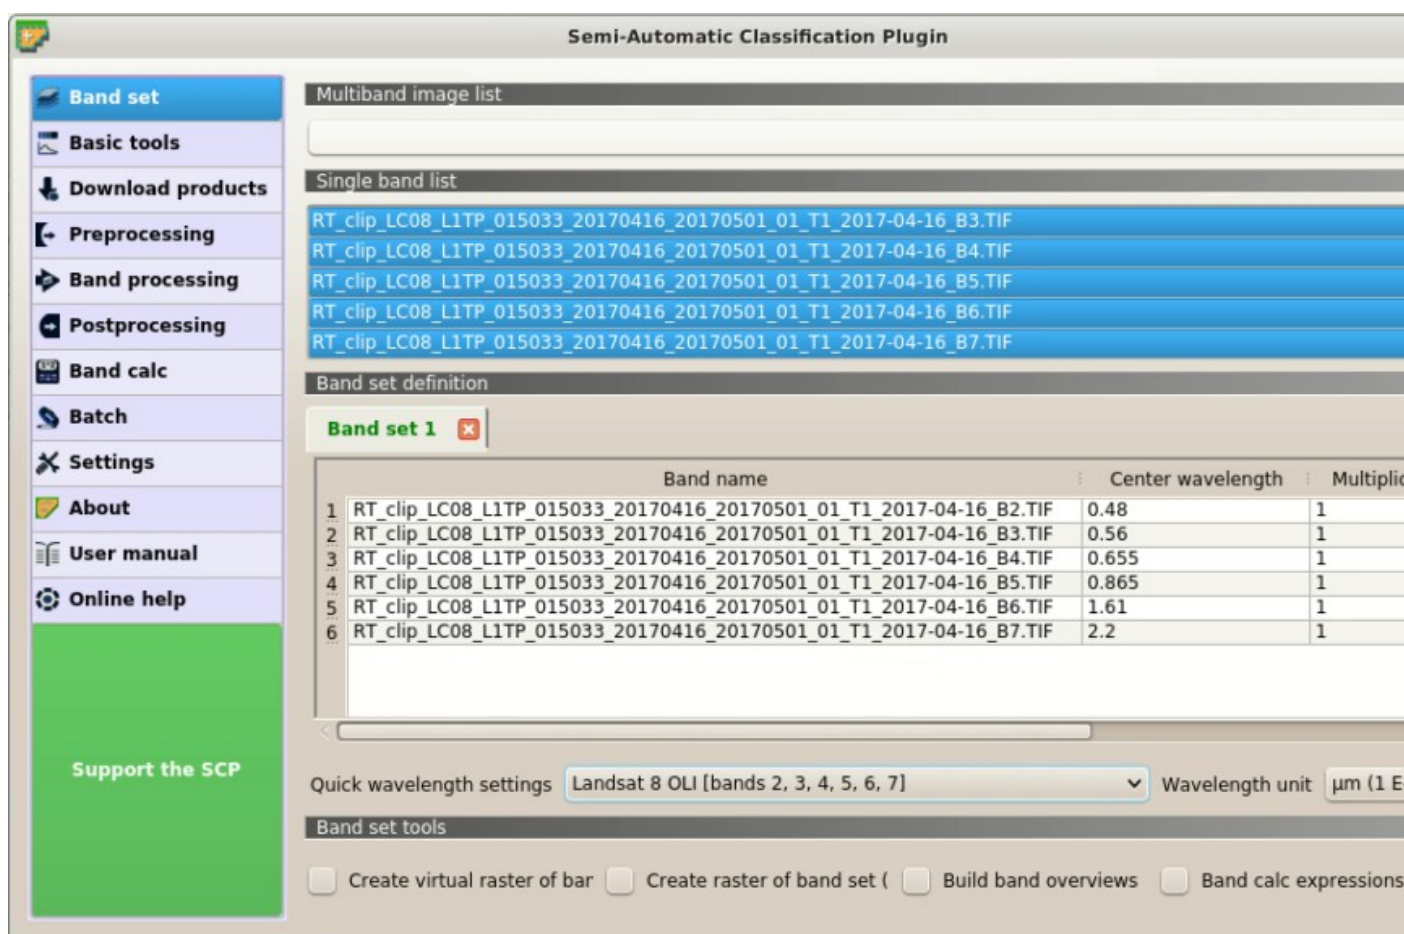 Semi-Automatic Classification Plugin
Band set
Basic tools
Download products
Preprocessing
Band processing
Postprocessing
Band calc
Batch
Settings
About
User manual
Online help
Support the SCP
Multiband image list
Single band list
RT_clip_LC08_L1TP_015033_20170416_20170501_01_T1_2017-04-16_B3.TIF
RT_clip_LC08_L1TP_015033_20170416_20170501_01_T1_2017-04-16_B4.TIF
RT_clip_LC08_L1TP_015033_20170416_20170501_01_T1_2017-04-16_B5.TIF
RT_clip_LC08_L1TP_015033_20170416_20170501_01_T1_2017-04-16_B6.TIF
RT_clip_LC08_L1TP_015033_20170416_20170501_01_T1_2017-04-16_B7.TIF
Band set definition
Band set 1
Band name Center wavelength Multiplic
1 RT_clip_LC08_L1TP_015033_20170416_20170501_01_T1_2017-04-16_B2.TIF 0.48 1
2 RT_clip_LC08_L1TP_015033_20170416_20170501_01_T1_2017-04-16_B3.TIF 0.56 1
3 RT_clip_LC08_L1TP_015033_20170416_20170501_01_T1_2017-04-16_B4.TIF 0.655 1
4 RT_clip_LC08_L1TP_015033_20170416_20170501_01_T1_2017-04-16_B5.TIF 0.865 1
5 RT_clip_LC08_L1TP_015033_20170416_20170501_01_T1_2017-04-16_B6.TIF 1.61 1
6 RT_clip_LC08_L1TP_015033_20170416_20170501_01_T1_2017-04-16_B7.TIF 2.2 1
Quick wavelength settings Landsat 8 OLI [bands 2, 3, 4, 5, 6, 7] Wavelength unit µm (1 E
Band set tools
Create virtual raster of bar Create raster of band set ( Build band overviews Band calc expressions